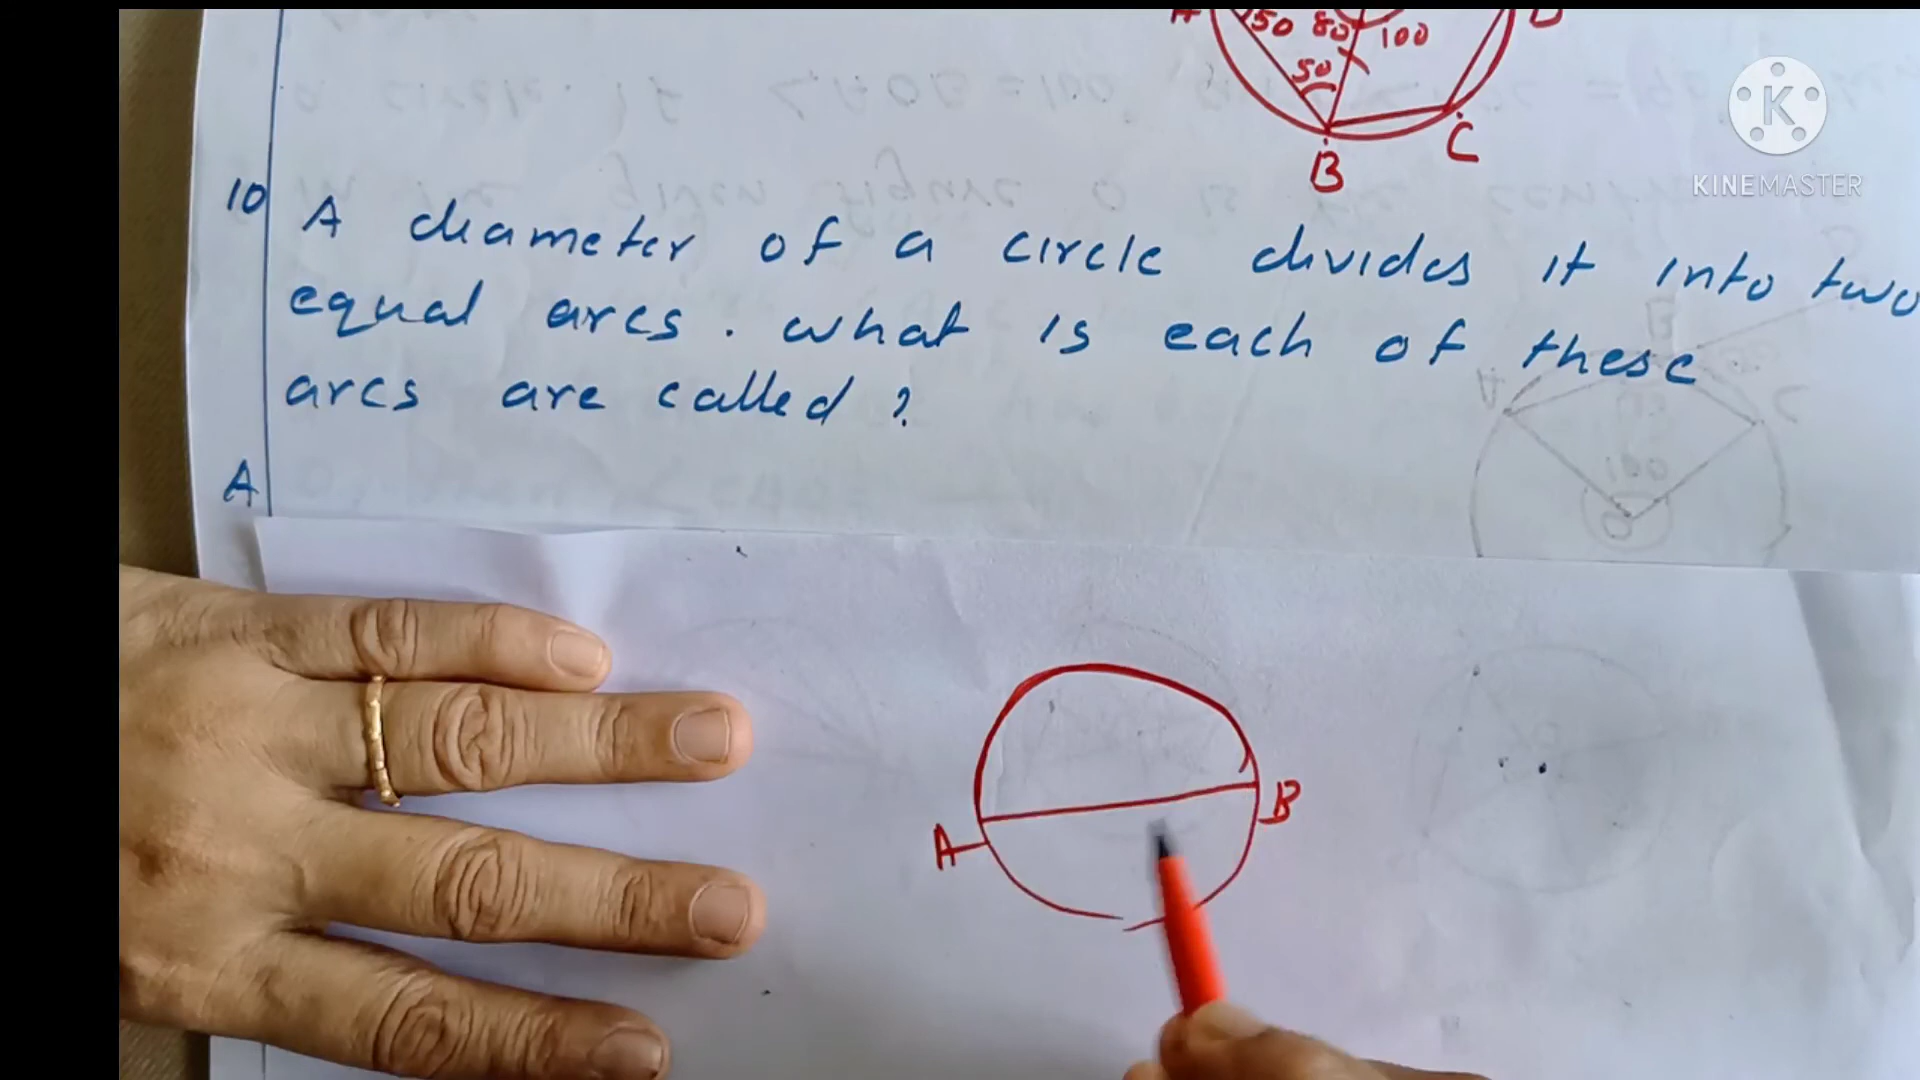 50 80 100
50
B
C
K
KINEMASTER
10 A diameter of a circle divides it into two
equal arcs. what is each of these
arcs are called?
A
A
B